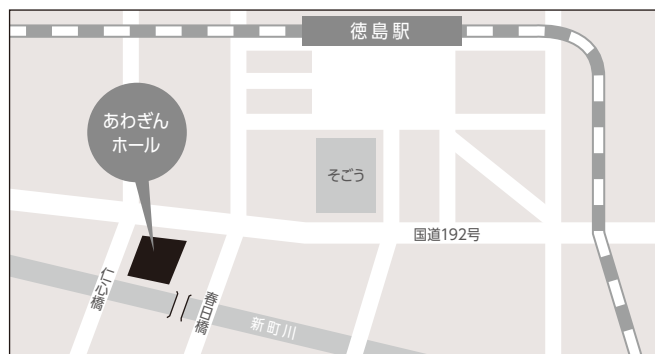 徳島駅
あわぎん
ホール
そごう
国道192号
仁心橋
春日橋
新町川